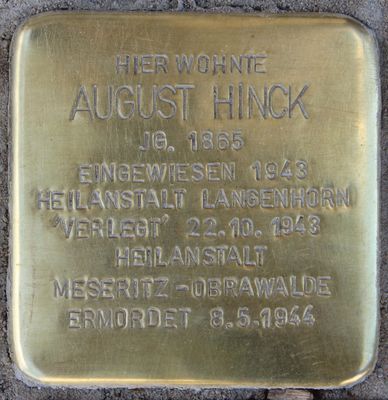 HIER WOHNTE
AUGUST HINCK
JG. 1865
EINGEWIESEN 1943
HEILANSTALT LANGENHORN
"VERLEGT" 22.10.1943
HEILANSTALT
MESERITZ-OBRAWALDE
ERMORDET 8.5.1944